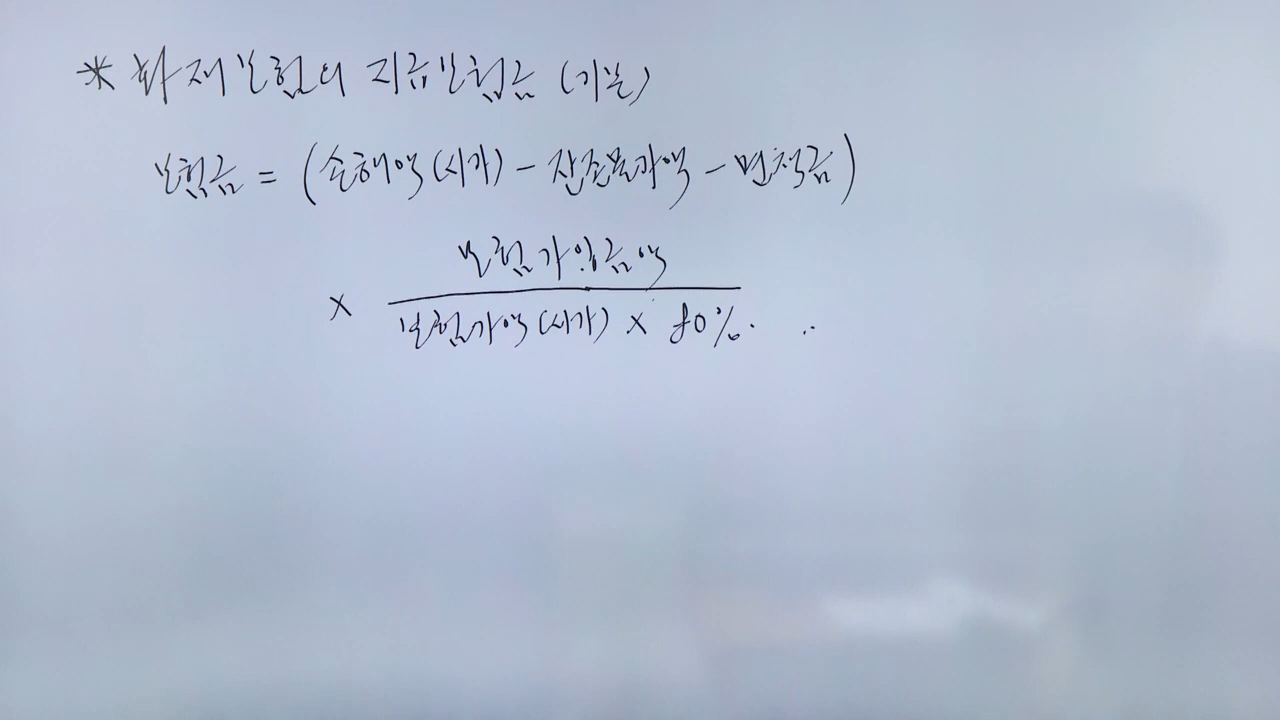 * 화재보험의 지급보험금 (기본)
보험금 = (손해액(시가) - 잔존물가액 - 면책금)
보험가입금액
× 보험가액(시가) × 80%.